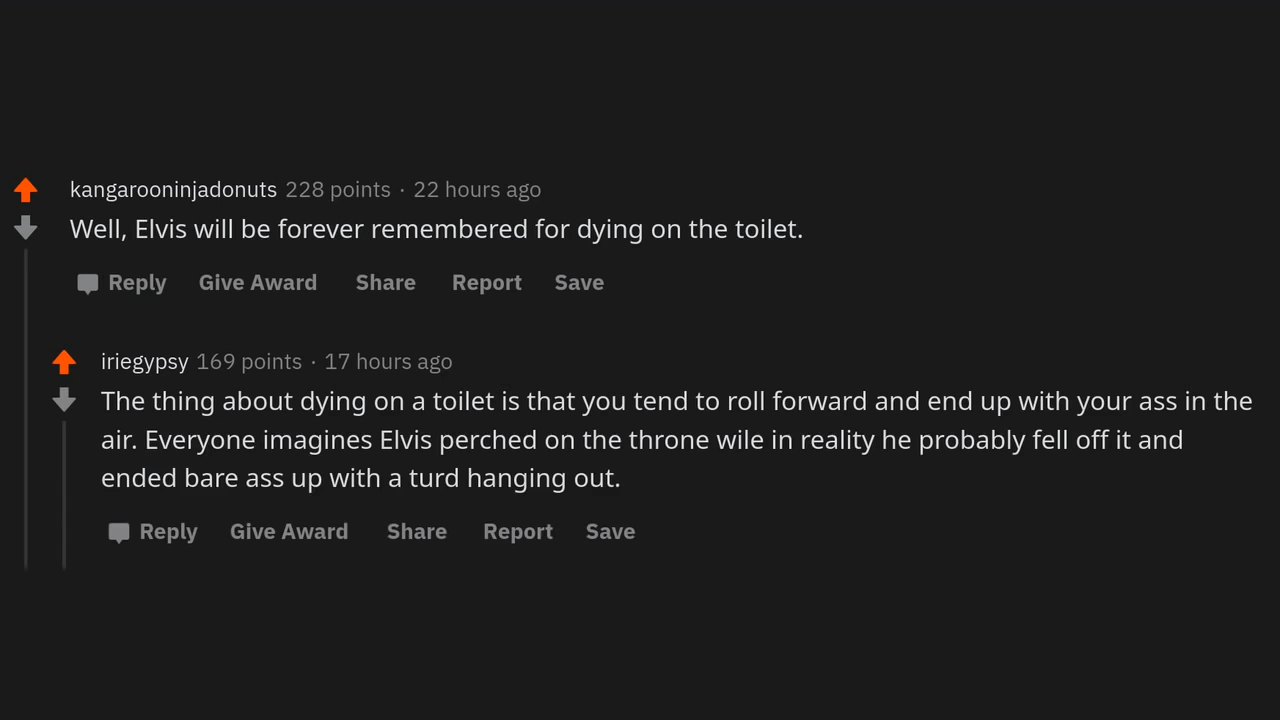 kangarooninjadonuts 228 points · 22 hours ago
Well, Elvis will be forever remembered for dying on the toilet.
Reply Give Award Share Report Save
iriegypsy 169 points · 17 hours ago
The thing about dying on a toilet is that you tend to roll forward and end up with your ass in the
air. Everyone imagines Elvis perched on the throne wile in reality he probably fell off it and
ended bare ass up with a turd hanging out.
Reply Give Award Share Report Save